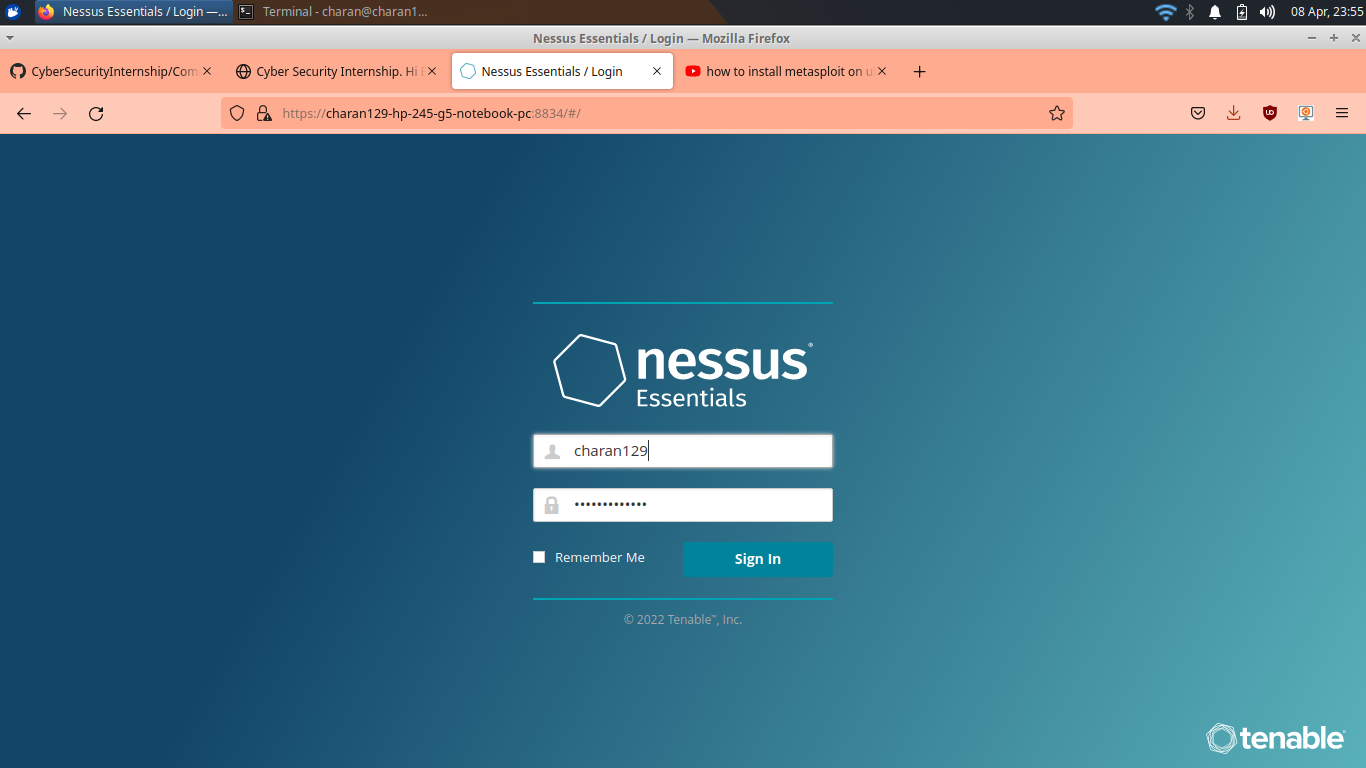 Nessus Essentials / Login —...
Terminal - charan@charan1...
08 Apr, 23:55
Nessus Essentials / Login — Mozilla Firefox
CyberSecurityInternship/Com
Cyber Security Internship. Hi
Nessus Essentials / Login
how to install metasploit on u
https://charan129-hp-245-g5-notebook-pc:8834/#/
nessus®
Essentials
charan129
•••••••••••••
Remember Me
Sign In
© 2022 Tenable™, Inc.
tenable®